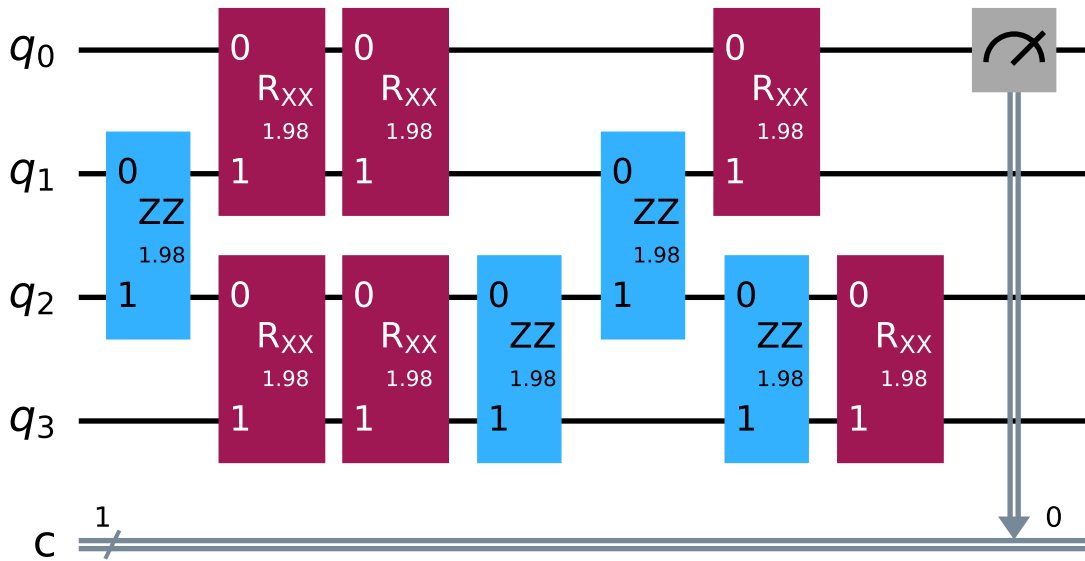 q0 0 0 0
RXX RXX RXX
1.98 1.98 1.98
q1 0 1 1 0 1
ZZ ZZ
1.98 1.98
q2 1 0 0 0 1 0 0
RXX RXX ZZ ZZ RXX
1.98 1.98 1.98 1.98 1.98
q3 1 1 1 1 1
1 0
c